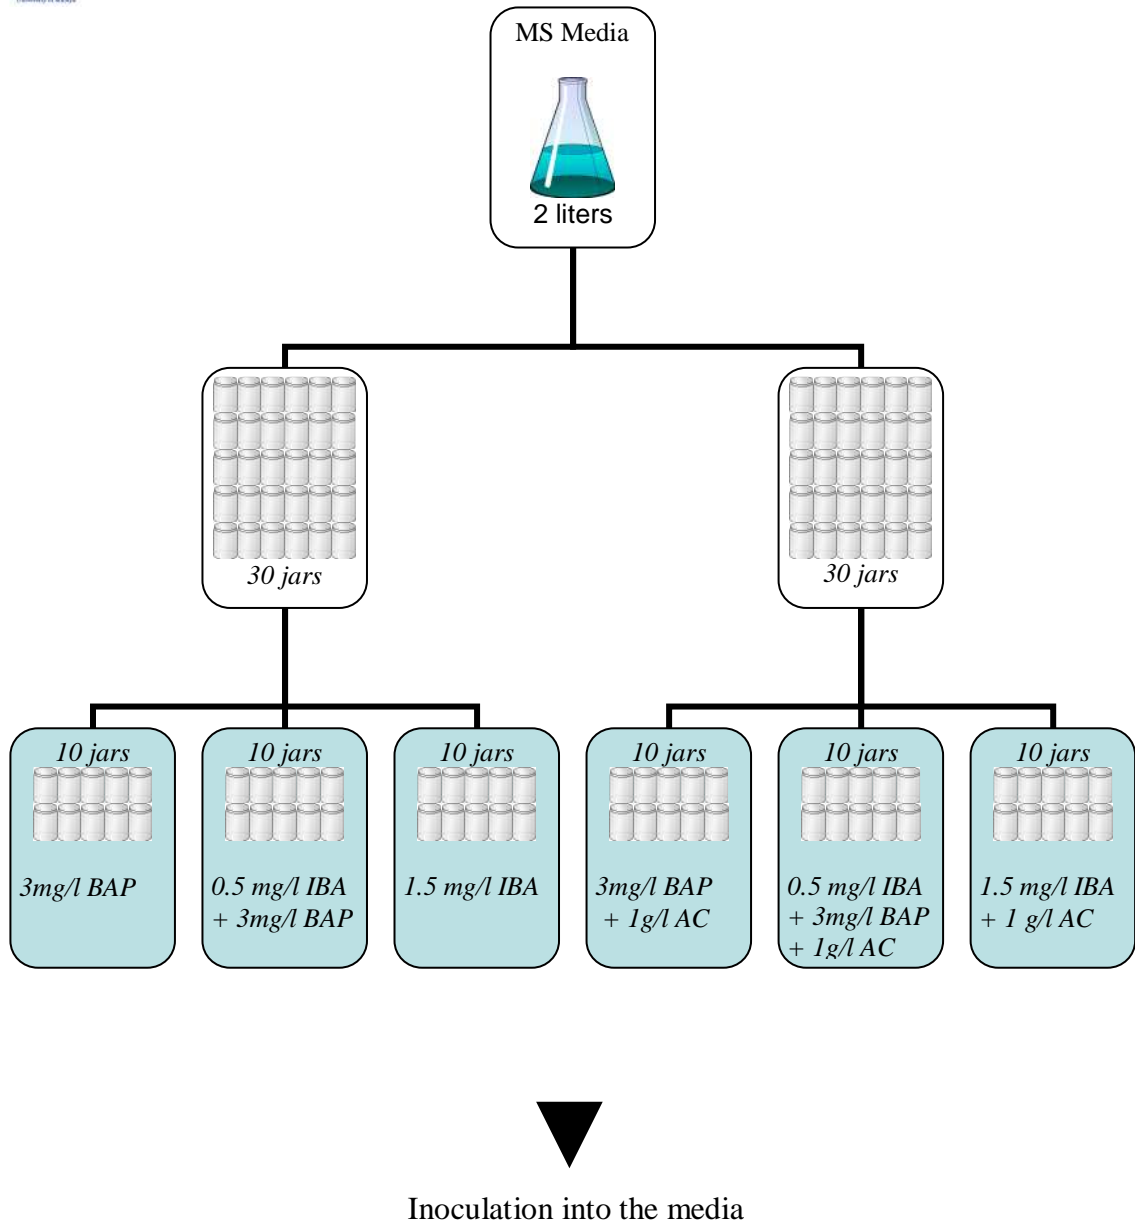 MS Media
2 liters
30 jars
30 jars
10 jars
3mg/l BAP
10 jars
0.5 mg/l IBA
+ 3mg/l BAP
10 jars
1.5 mg/l IBA
10 jars
3mg/l BAP
+ 1g/l AC
10 jars
0.5 mg/l IBA
+ 3mg/l BAP
+ 1g/l AC
10 jars
1.5 mg/l IBA
+ 1 g/l AC
Inoculation into the media